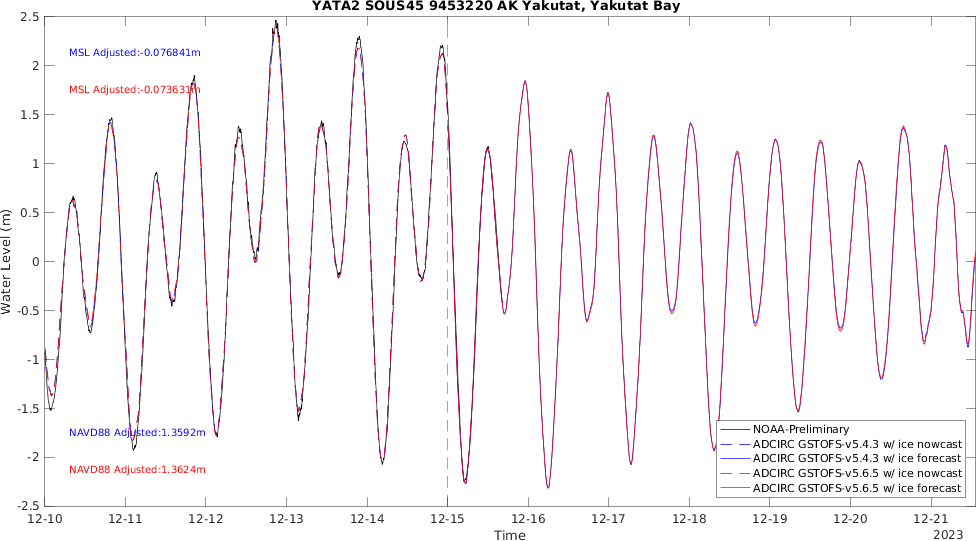 YATA2 SOUS45 9453220 AK Yakutat, Yakutat Bay
2.5
2
1.5
1
0.5
0
-0.5
-1
-1.5
-2
-2.5
Water Level (m)
MSL Adjusted:-0.076841m
MSL Adjusted:-0.073631m
NAVD88 Adjusted:1.3592m
NAVD88 Adjusted:1.3624m
NOAA-Preliminary
ADCIRC GSTOFS-v5.4.3 w/ ice nowcast
ADCIRC GSTOFS-v5.4.3 w/ ice forecast
ADCIRC GSTOFS-v5.6.5 w/ ice nowcast
ADCIRC GSTOFS-v5.6.5 w/ ice forecast
12-10 12-11 12-12 12-13 12-14 12-15 12-16 12-17 12-18 12-19 12-20 12-21
Time
2023